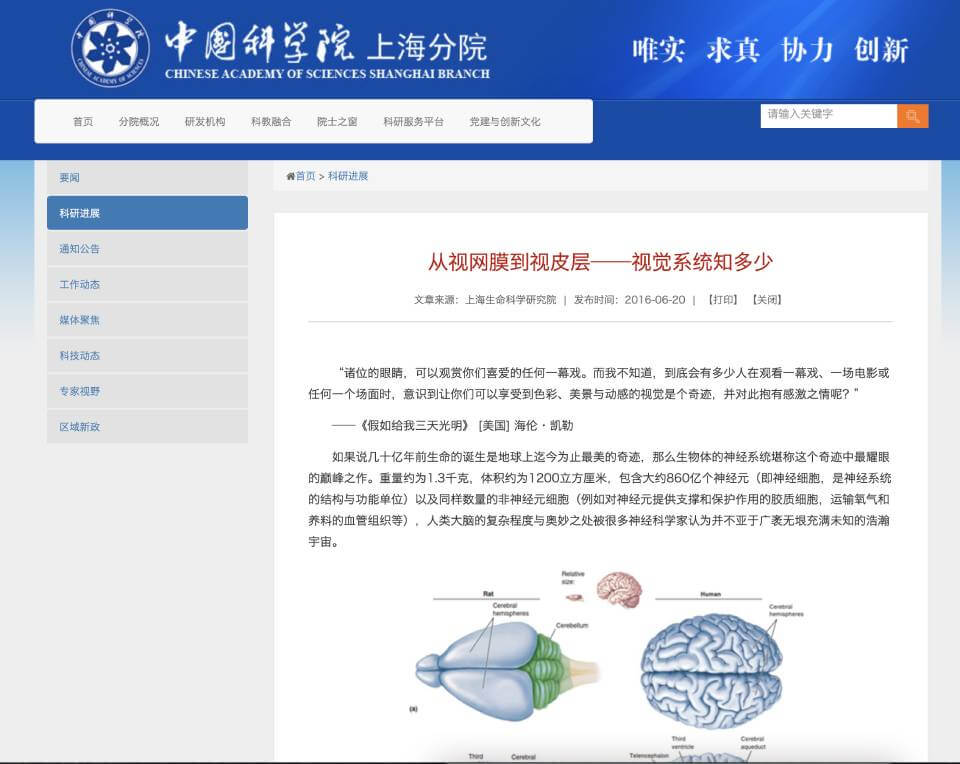 中国科学院 上海分院
CHINESE ACADEMY OF SCIENCES SHANGHAI BRANCH
唯实 求真 协力 创新
首页 分院概况 研发机构 科教融合 院士之窗 科研服务平台 党建与创新文化
请输入关键字
要闻
科研进展
通知公告
工作动态
媒体聚焦
科技动态
专家视野
区域新政
首页 > 科研进展
从视网膜到视皮层——视觉系统知多少
文章来源：上海生命科学研究院 | 发布时间：2016-06-20 | 【打印】 【关闭】
“诸位的眼睛，可以观赏你们喜爱的任何一幕戏。而我不知道，到底会有多少人在观看一幕戏、一场电影或
任何一个场面时，意识到让你们可以享受到色彩、美景与动感的视觉是个奇迹，并对此抱有感激之情呢？”
——《假如给我三天光明》 [美国] 海伦・凯勒
如果说几十亿年前生命的诞生是地球上迄今为止最美的奇迹，那么生物体的神经系统堪称这个奇迹中最耀眼
的巅峰之作。重量约为1.3千克，体积约为1200立方厘米，包含大约860亿个神经元（即神经细胞，是神经系统
的结构与功能单位）以及同样数量的非神经元细胞（例如对神经元提供支撑和保护作用的胶质细胞，运输氧气和
养料的血管组织等），人类大脑的复杂程度与奥妙之处被很多神经科学家认为并不亚于广袤无垠充满未知的浩瀚
宇宙。
Relative
size:
Rat
Cerebral
hemispheres
Cerebellum
Human
Cerebral
hemispheres
(a)
Third
ventricle
Cerebral
aqueduct
Third
Cerebral
Telencephalon